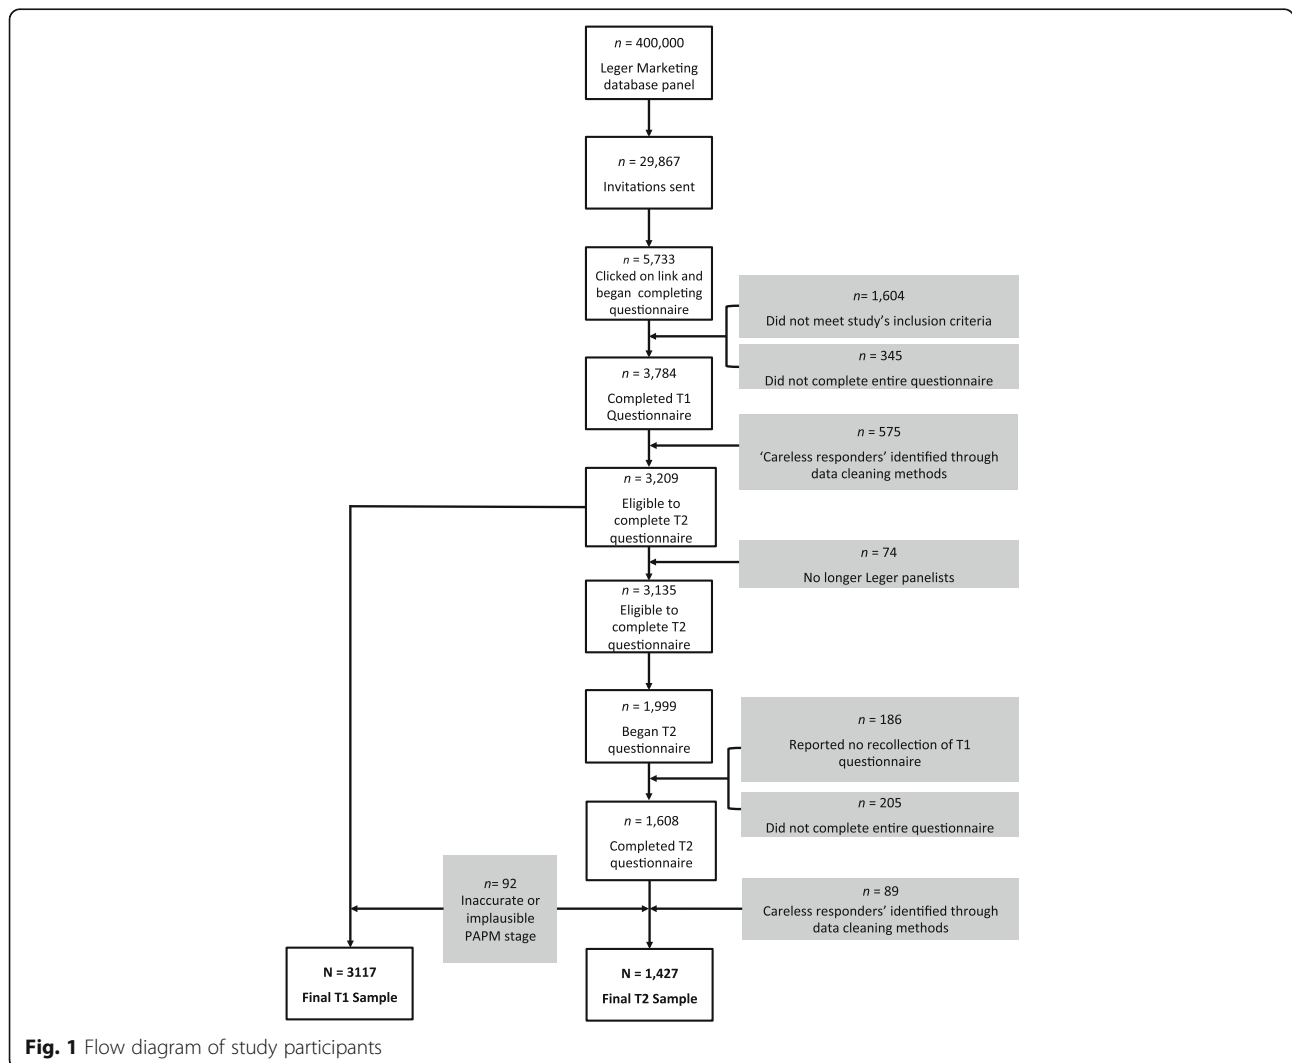 n = 400,000
Leger Marketing
database panel
n = 29,867
Invitations sent
n = 5,733
Clicked on link and
began completing
questionnaire
n= 1,604
Did not meet study's inclusion criteria
n = 345
Did not complete entire questionnaire
n = 3,784
Completed T1
Questionnaire
n = 575
‘Careless responders’ identified through
data cleaning methods
n = 3,209
Eligible to
complete T2
questionnaire
n = 74
No longer Leger panelists
n = 3,135
Eligible to
complete T2
questionnaire
n = 1,999
Began T2
questionnaire
n = 186
Reported no recollection of T1
questionnaire
n = 205
Did not complete entire questionnaire
n = 1,608
Completed T2
questionnaire
n= 92
Inaccurate or
implausible
PAPM stage
n = 89
Careless responders’ identified through
data cleaning methods
N = 3117
Final T1 Sample
N = 1,427
Final T2 Sample
Fig. 1 Flow diagram of study participants